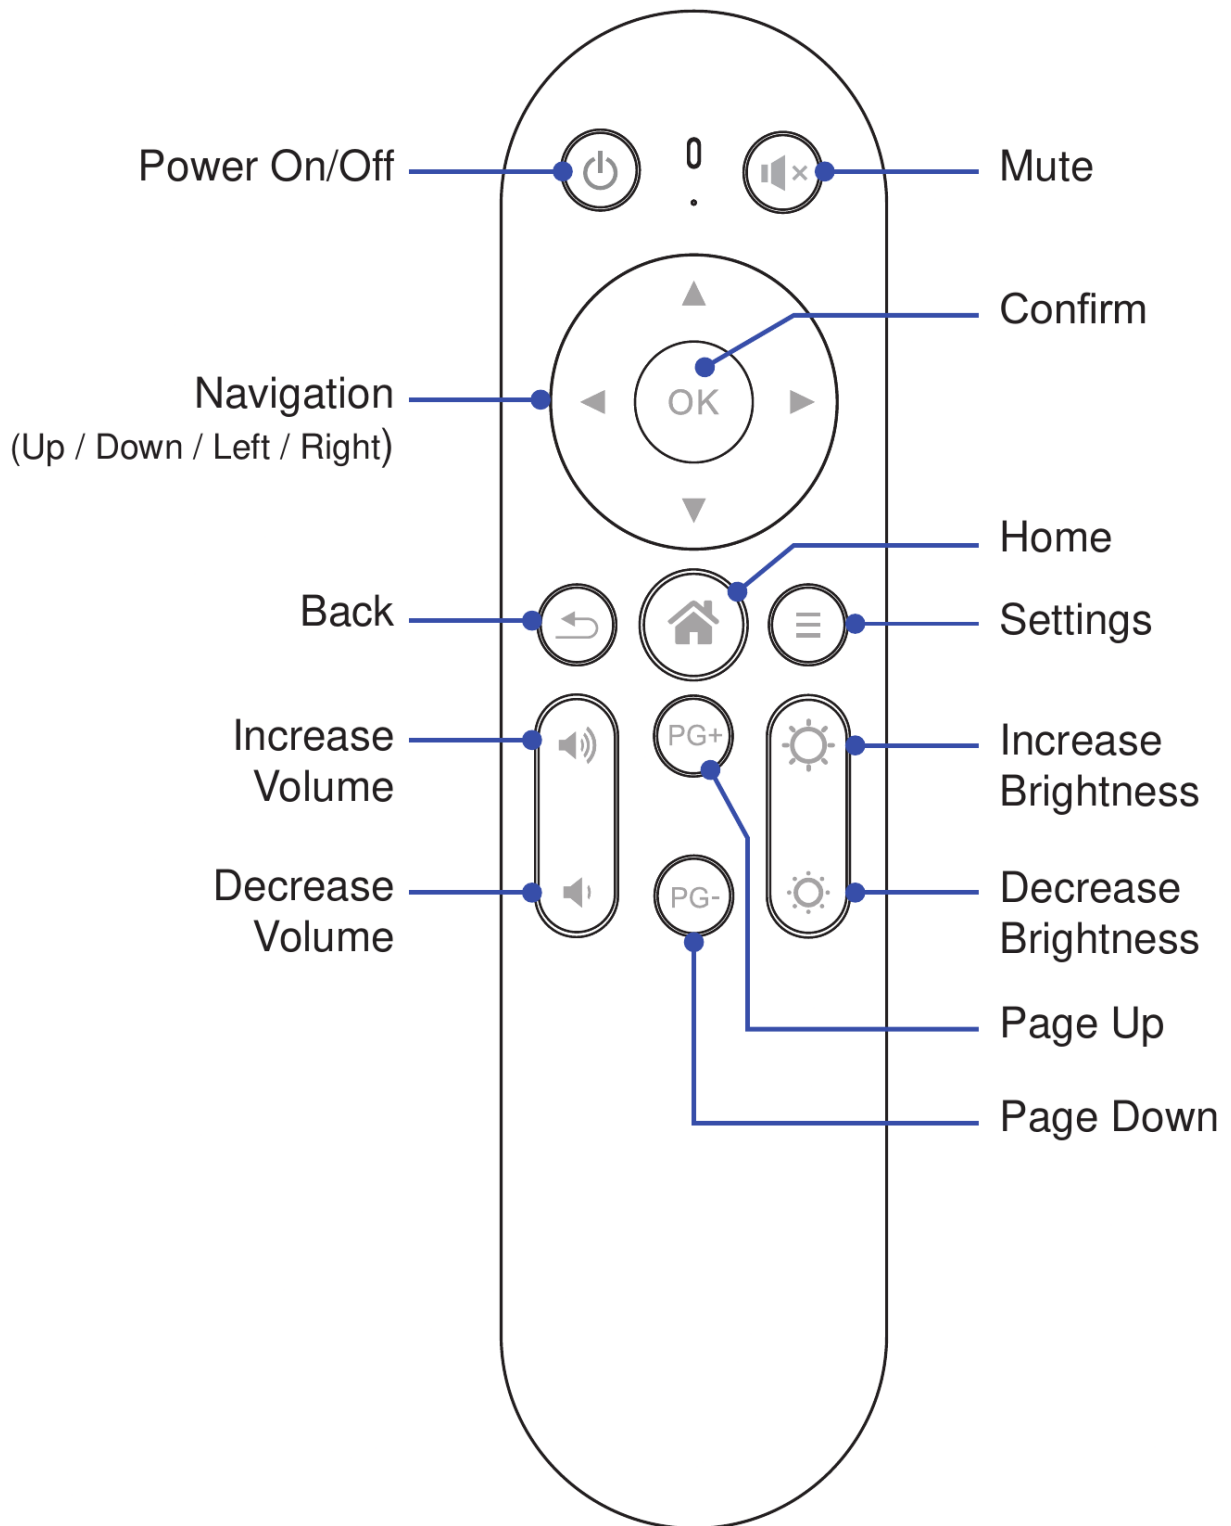 Power On/Off
Mute
Confirm
OK
Navigation
(Up / Down / Left / Right)
Home
Back
Settings
Increase
Volume
PG+
Increase
Brightness
Decrease
Volume
PG-
Decrease
Brightness
Page Up
Page Down